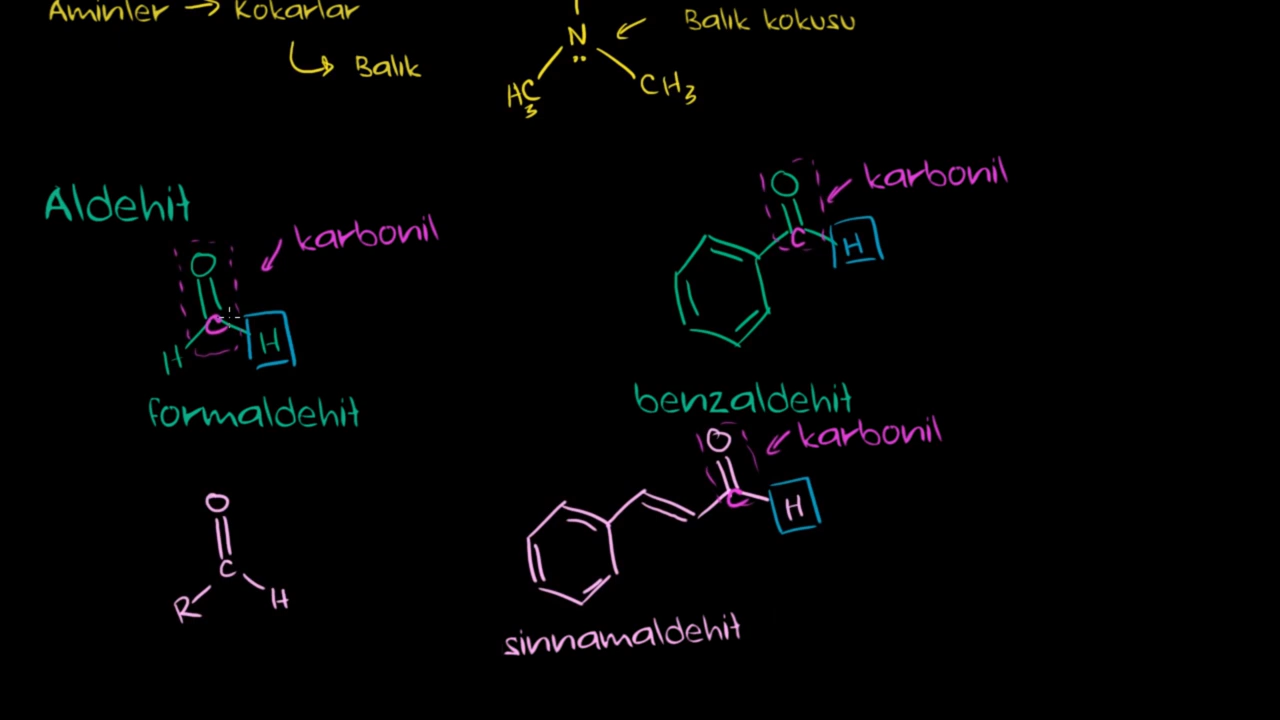 Aminler → Kokarlar
Balık
N
H3C
CH3
Balık kokusu
Aldehit
karbonil
O
C
H
H
formaldehit
karbonil
O
C
H
benzaldehit
O
C
R
H
karbonil
O
C
H
sinnamaldehit